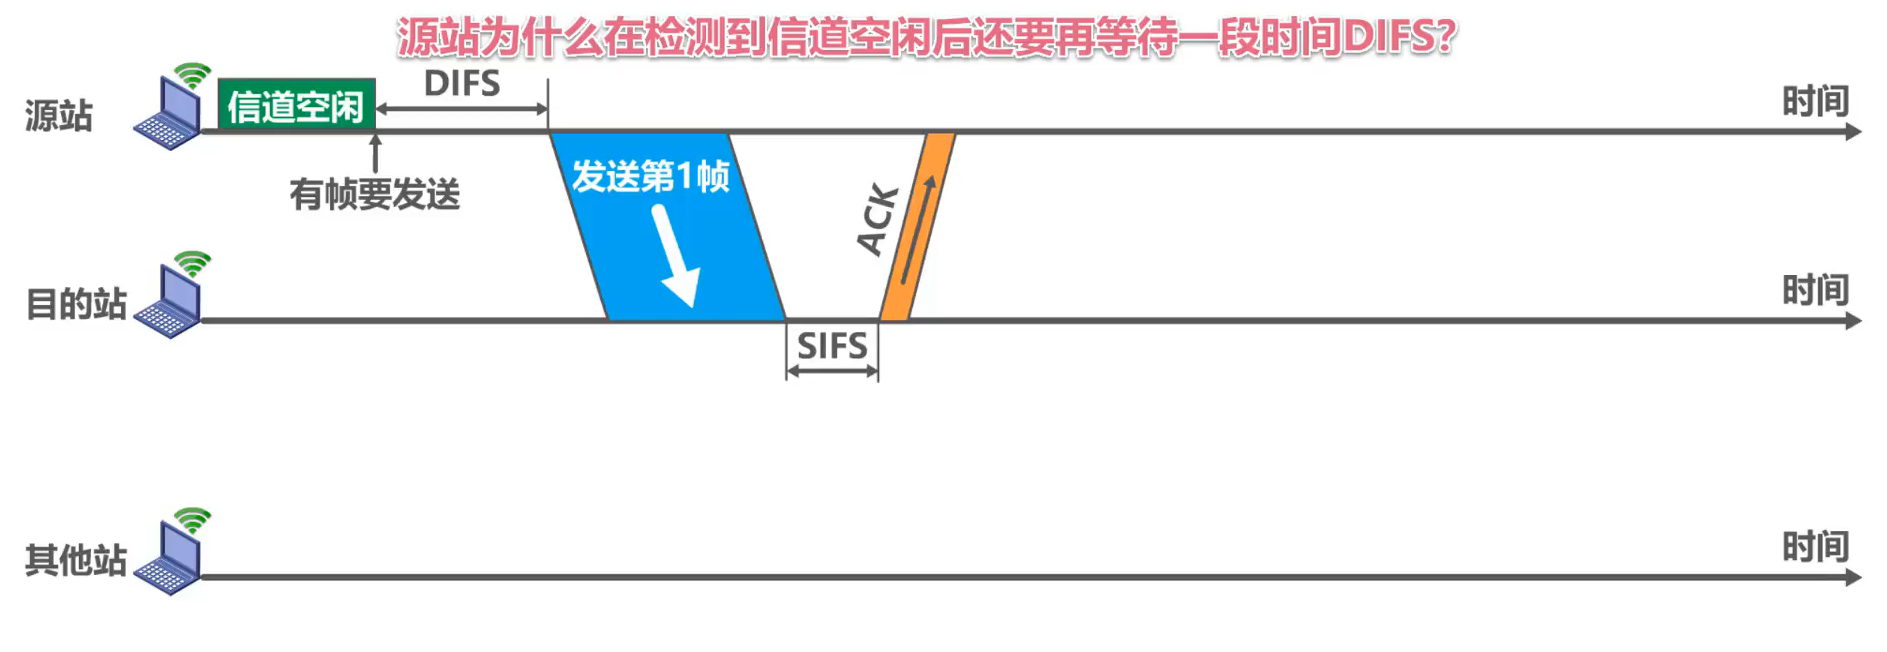 源站为什么在检测到信道空闲后还要再等待一段时间DIFS?
源站
信道空闲
DIFS
时间
有帧要发送
发送第1帧
ACK
目的站
时间
SIFS
其他站
时间